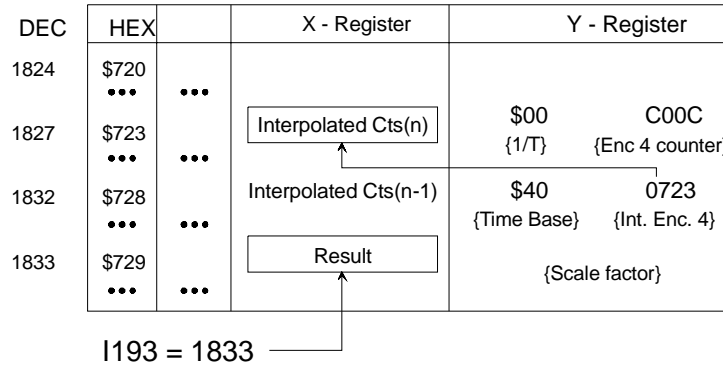 DEC HEX X - Register Y - Register
1824 $720
••• •••
1827 $723 Interpolated Cts(n) $00 C00C
••• ••• {1/T} {Enc 4 counter}
1832 $728 Interpolated Cts(n-1) $40 0723
••• ••• {Time Base} {Int. Enc. 4}
1833 $729 Result {Scale factor}
••• •••
I193 = 1833